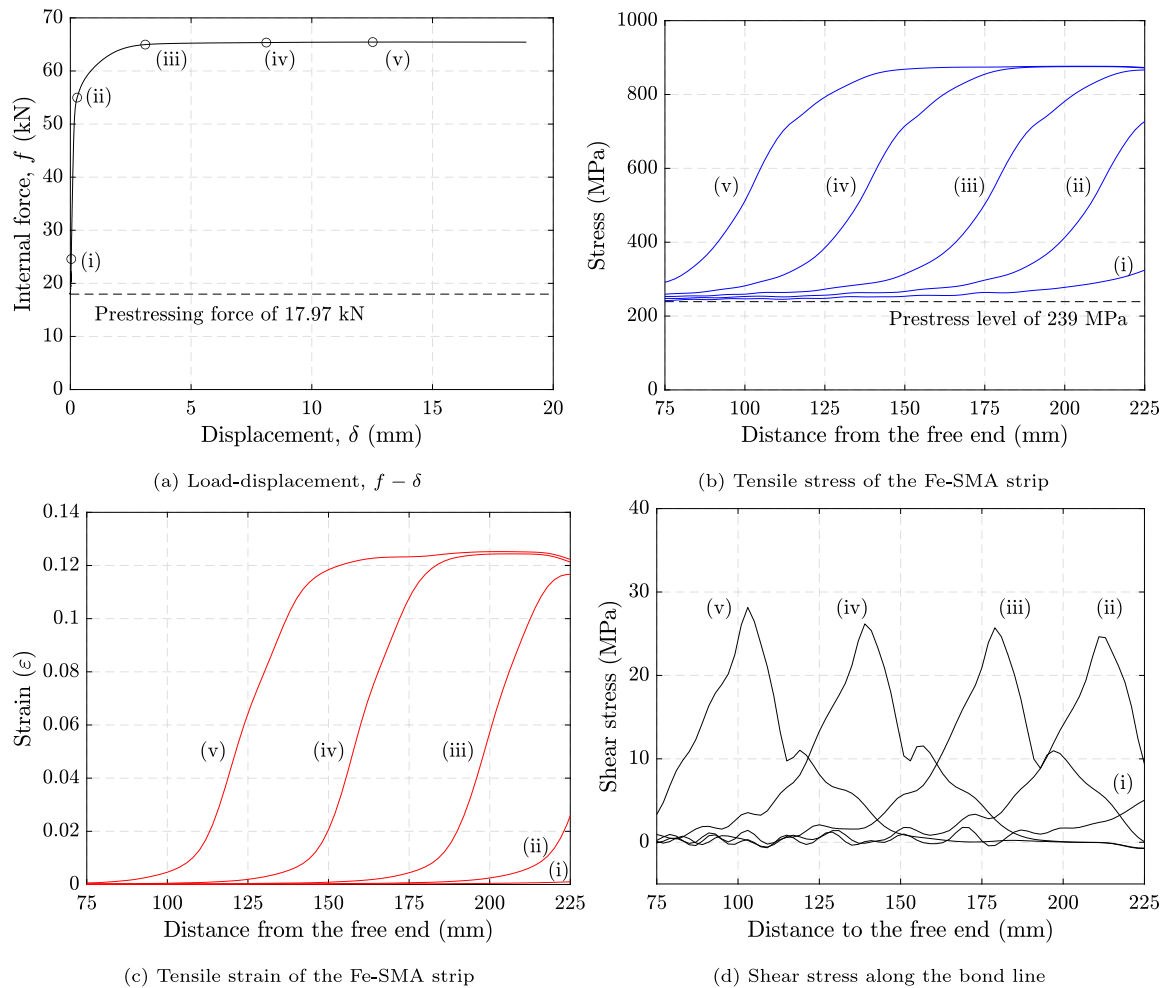 70
60
50
40
30
20
10
0
Internal force, f (kN)
(i)
(ii)
(iii)
(iv)
(v)
Prestressing force of 17.97 kN
0 5 10 15 20
Displacement, δ (mm)
(a) Load-displacement, f − δ
1000
800
600
400
200
0
Stress (MPa)
(v)
(iv)
(iii)
(ii)
(i)
Prestress level of 239 MPa
75 100 125 150 175 200 225
Distance from the free end (mm)
(b) Tensile stress of the Fe-SMA strip
0.14
0.12
0.1
0.08
0.06
0.04
0.02
0
Strain (ε)
(v)
(iv)
(iii)
(ii)
(i)
75 100 125 150 175 200 225
Distance from the free end (mm)
(c) Tensile strain of the Fe-SMA strip
40
30
20
10
0
Shear stress (MPa)
(v)
(iv)
(iii)
(ii)
(i)
75 100 125 150 175 200 225
Distance to the free end (mm)
(d) Shear stress along the bond line